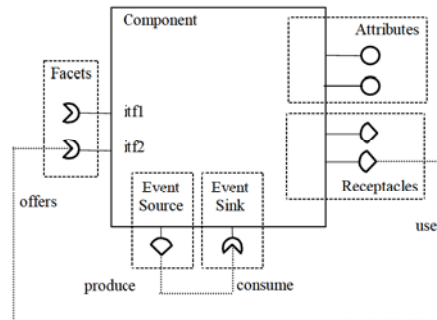 Component
Attributes
Facets
itf1
itf2
Receptacles
Event
Source
Event
Sink
offers
use
produce
consume